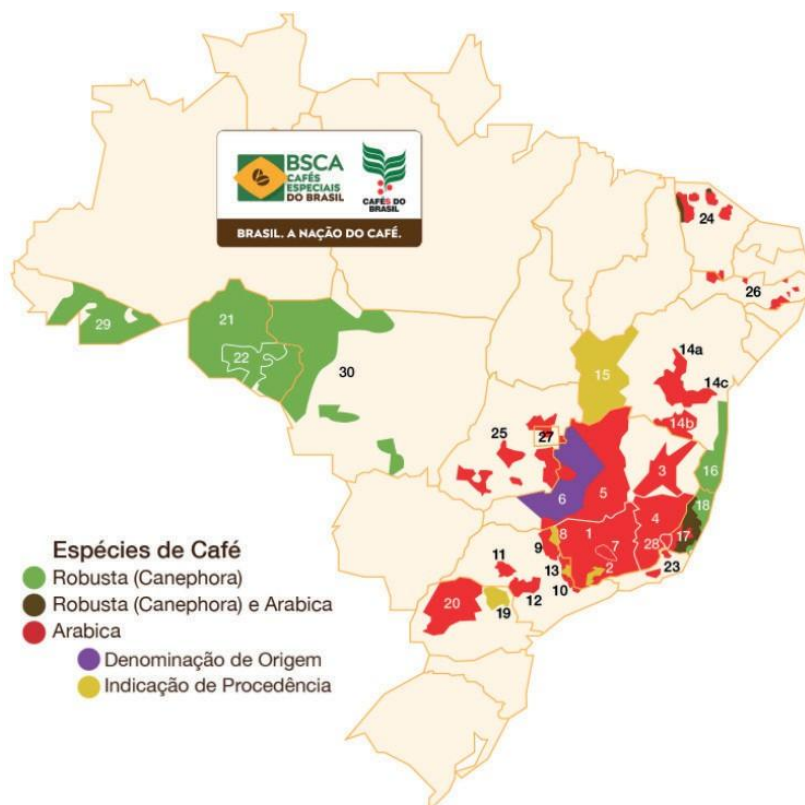 BSCA
CAFÉS
ESPECIAIS
DO BRASIL
CAFÉS DO
BRASIL
BRASIL. A NAÇÃO DO CAFÉ.
24
26
29
21
22
30
15
14a
14c
14b
25
27
3
16
6
5
18
4
1
8
9
7
28
17
23
2
13
10
11
12
19
20
Espécies de Café
Robusta (Canephora)
Robusta (Canephora) e Arabica
Arabica
Denominação de Origem
Indicação de Procedência